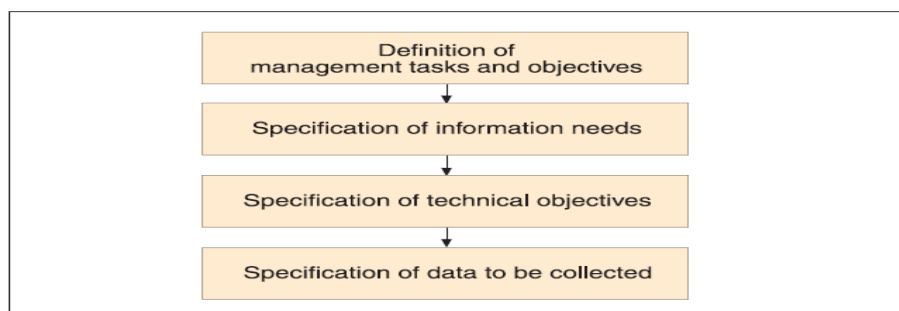 Definition of
management tasks and objectives
Specification of information needs
Specification of technical objectives
Specification of data to be collected